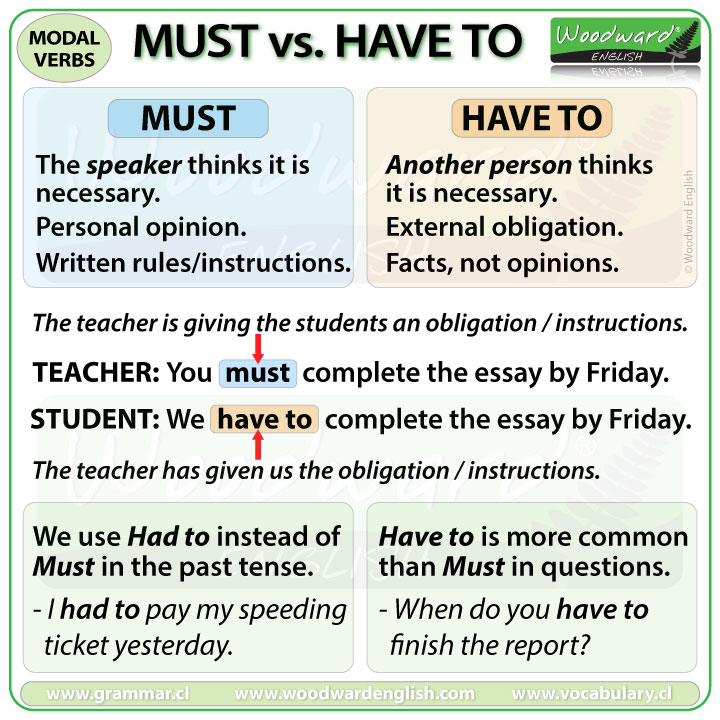 MODAL
VERBS
MUST vs. HAVE TO
Woodward®
ENGLISH
MUST
The speaker thinks it is
necessary.
Personal opinion.
Written rules/instructions.
HAVE TO
Another person thinks
it is necessary.
External obligation.
Facts, not opinions.
© Woodward English
The teacher is giving the students an obligation / instructions.
TEACHER: You must complete the essay by Friday.
STUDENT: We have to complete the essay by Friday.
The teacher has given us the obligation / instructions.
We use Had to instead of
Must in the past tense.
- I had to pay my speeding
ticket yesterday.
Have to is more common
than Must in questions.
- When do you have to
finish the report?
www.grammar.cl www.woodwardenglish.com www.vocabulary.cl
Woodward®
ENGLISH
Woodward®